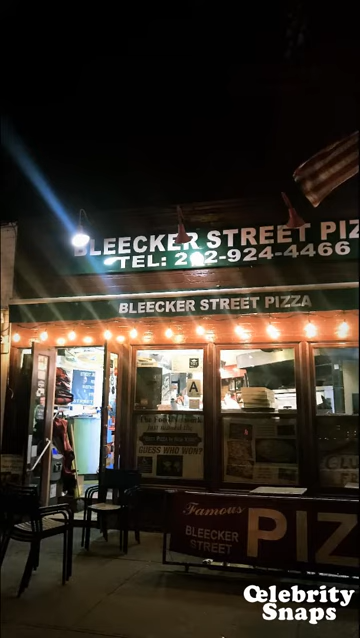 BLEECKER STREET PIZ
TEL: 212-924-4466
BLEECKER STREET PIZZA
A
GUESS WHO WON?
Famous
BLEECKER
STREET
PIZ
Celebrity
Snaps